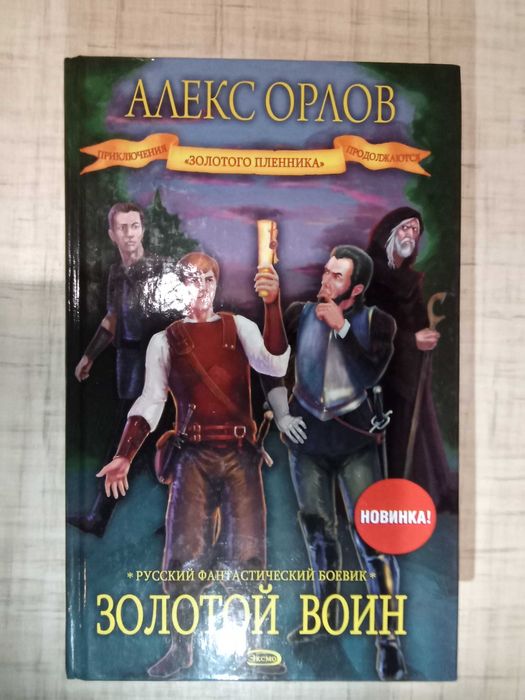 АЛЕКС ОРЛОВ
ПРИКЛЮЧЕНИЯ «ЗОЛОТОГО ПЛЕННИКА» ПРОДОЛЖАЮТСЯ
НОВИНКА!
* РУССКИЙ ФАНТАСТИЧЕСКИЙ БОЕВИК *
ЗОЛОТОЙ ВОИН
ЭКСМО